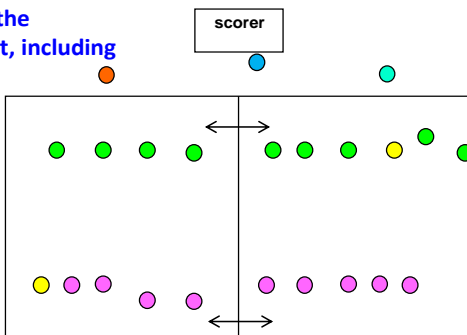 the
t, including
scorer